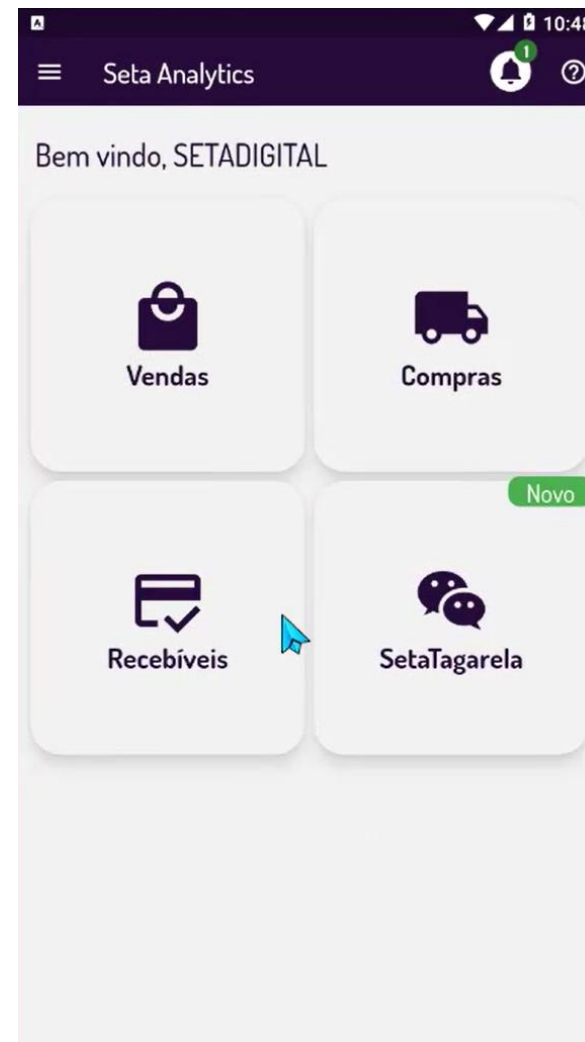 10:48
Seta Analytics
1
Bem vindo, SETADIGITAL
Vendas
Compras
Novo
Recebíveis
SetaTagarela